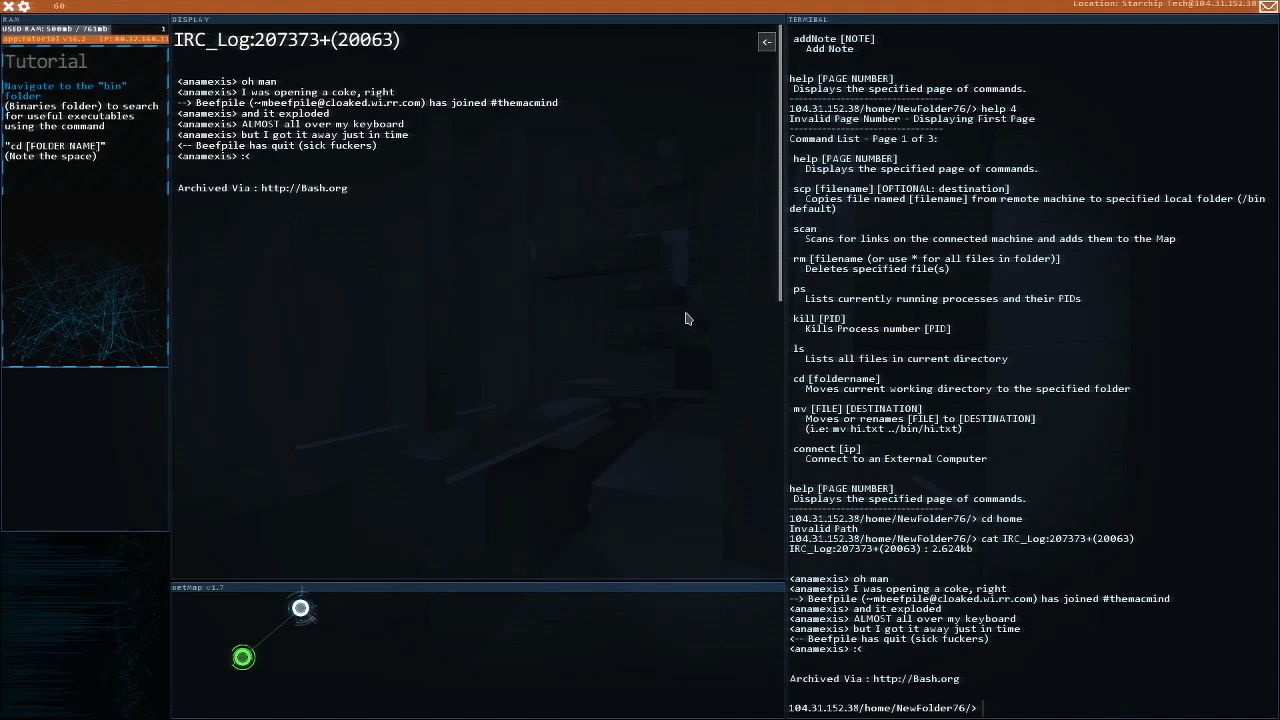 60
Location: Starchip Tech@104.31.152.38
RAM
USED RAM: 500mb / 761mb 1
app:Tutorial v16.2 IP: 80.12.160.11
Tutorial
Navigate to the "bin"
folder
(Binaries folder) to search
for useful executables
using the command
"cd [FOLDER NAME]"
(Note the space)
DISPLAY
IRC_Log:207373+(20063)
<-
<anamexis> oh man
<anamexis> I was opening a coke, right
--> Beefpile (~mbeefpile@cloaked.wi.rr.com) has joined #themacmind
<anamexis> and it exploded
<anamexis> ALMOST all over my keyboard
<anamexis> but I got it away just in time
<-- Beefpile has quit (sick fuckers)
<anamexis> :<
Archived Via : http://Bash.org
netMap v1.7
TERMINAL
addNote [NOTE]
Add Note
help [PAGE NUMBER]
Displays the specified page of commands.
--------------------------------
104.31.152.38/home/NewFolder76/> help 4
Invalid Page Number - Displaying First Page
--------------------------------
Command List - Page 1 of 3:
help [PAGE NUMBER]
Displays the specified page of commands.
scp [filename] [OPTIONAL: destination]
Copies file named [filename] from remote machine to specified local folder (/bin
default)
scan
Scans for links on the connected machine and adds them to the Map
rm [filename (or use * for all files in folder)]
Deletes specified file(s)
ps
Lists currently running processes and their PIDs
kill [PID]
Kills Process number [PID]
ls
Lists all files in current directory
cd [foldername]
Moves current working directory to the specified folder
mv [FILE] [DESTINATION]
Moves or renames [FILE] to [DESTINATION]
(i.e: mv hi.txt ../bin/hi.txt)
connect [ip]
Connect to an External Computer
help [PAGE NUMBER]
Displays the specified page of commands.
--------------------------------
104.31.152.38/home/NewFolder76/> cd home
Invalid Path
104.31.152.38/home/NewFolder76/> cat IRC_Log:207373+(20063)
IRC_Log:207373+(20063) : 2.624kb
<anamexis> oh man
<anamexis> I was opening a coke, right
--> Beefpile (~mbeefpile@cloaked.wi.rr.com) has joined #themacmind
<anamexis> and it exploded
<anamexis> ALMOST all over my keyboard
<anamexis> but I got it away just in time
<-- Beefpile has quit (sick fuckers)
<anamexis> :<
Archived Via : http://Bash.org
104.31.152.38/home/NewFolder76/>